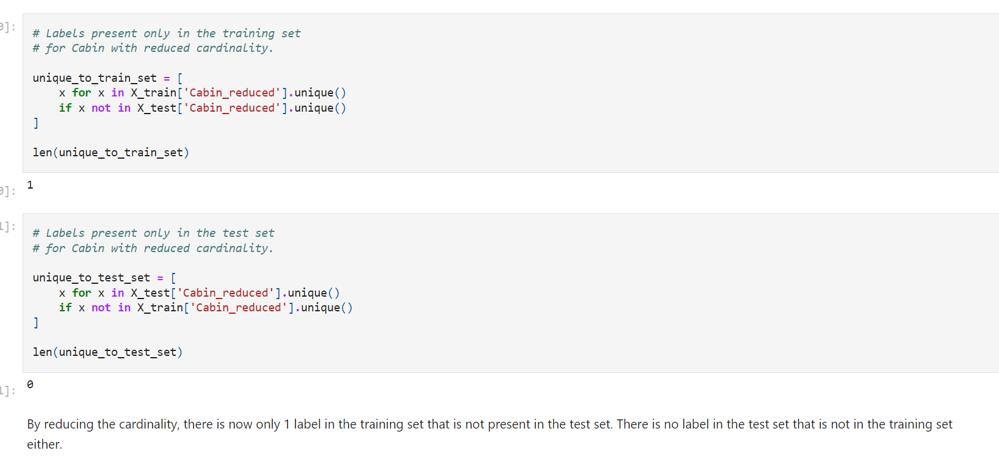 0]:
# Labels present only in the training set
# for Cabin with reduced cardinality.
unique_to_train_set = [
    x for x in X_train['Cabin_reduced'].unique()
    if x not in X_test['Cabin_reduced'].unique()
]
len(unique_to_train_set)
0]:
1
1]:
# Labels present only in the test set
# for Cabin with reduced cardinality.
unique_to_test_set = [
    x for x in X_test['Cabin_reduced'].unique()
    if x not in X_train['Cabin_reduced'].unique()
]
len(unique_to_test_set)
1]:
0
By reducing the cardinality, there is now only 1 label in the training set that is not present in the test set. There is no label in the test set that is not in the training set
either.